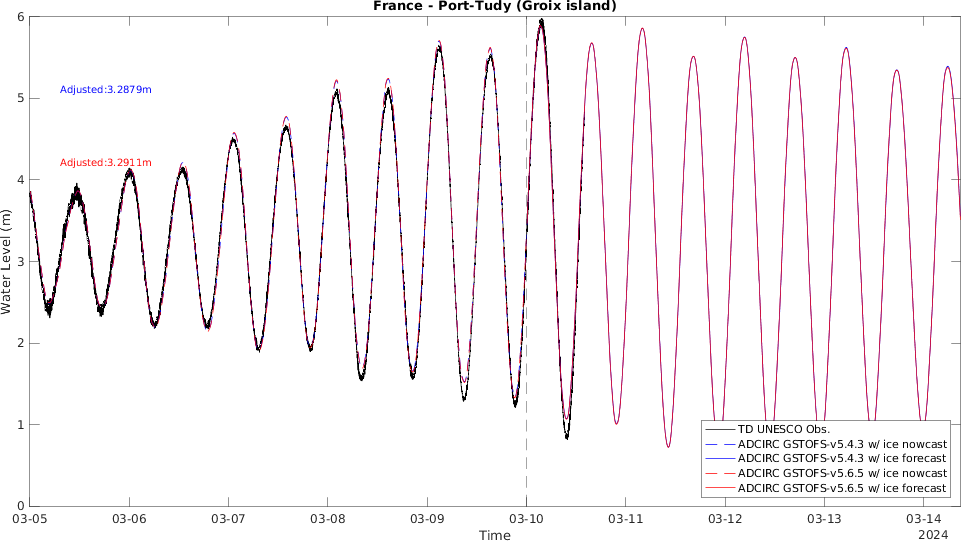 France - Port-Tudy (Groix island)
6
5
4
3
2
1
0
Water Level (m)
Adjusted:3.2879m
Adjusted:3.2911m
TD UNESCO Obs.
ADCIRC GSTOFS-v5.4.3 w/ ice nowcast
ADCIRC GSTOFS-v5.4.3 w/ ice forecast
ADCIRC GSTOFS-v5.6.5 w/ ice nowcast
ADCIRC GSTOFS-v5.6.5 w/ ice forecast
03-05 03-06 03-07 03-08 03-09 03-10 03-11 03-12 03-13 03-14
Time
2024